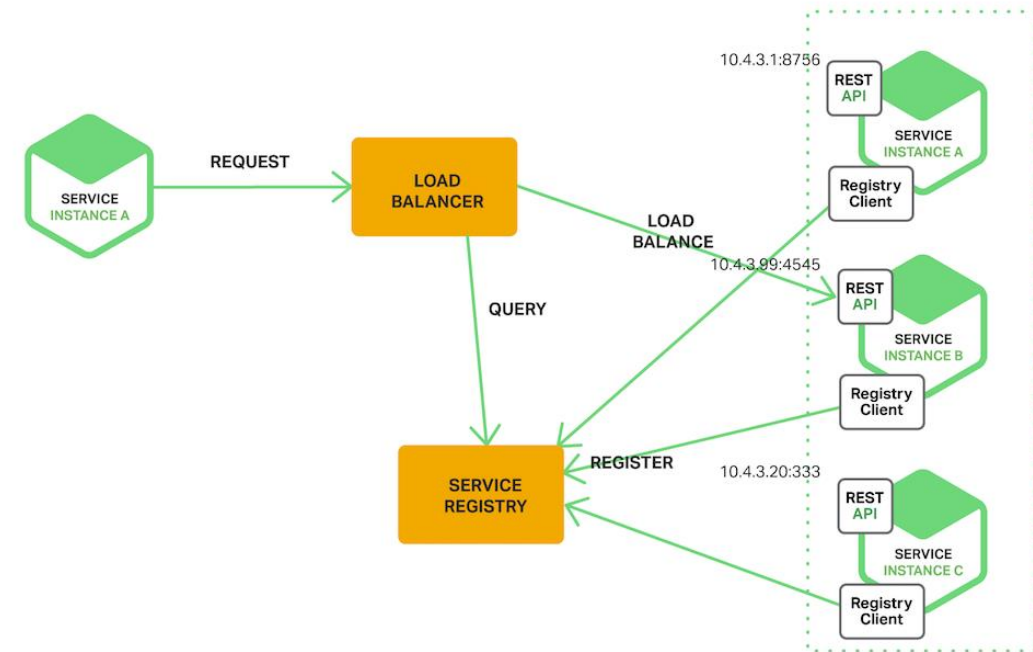 10.4.3.1:8756
REST
API
SERVICE
INSTANCE A
Registry
Client
SERVICE
INSTANCE A
REQUEST
LOAD
BALANCER
LOAD
BALANCE
10.4.3.99:4545
REST
API
SERVICE
INSTANCE B
Registry
Client
QUERY
SERVICE
REGISTRY
REGISTER
10.4.3.20:333
REST
API
SERVICE
INSTANCE C
Registry
Client